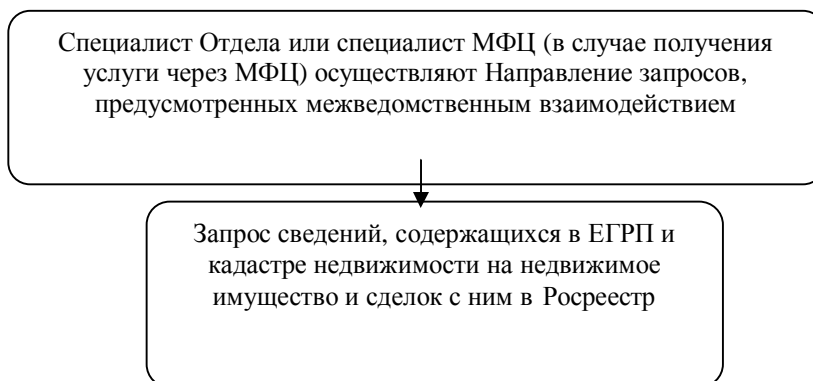 Специалист Отдела или специалист МФЦ (в случае получения
услуги через МФЦ) осуществляют Направление запросов,
предусмотренных межведомственным взаимодействием
Запрос сведений, содержащихся в ЕГРП и
кадастре недвижимости на недвижимое
имущество и сделок с ним в Росреестр